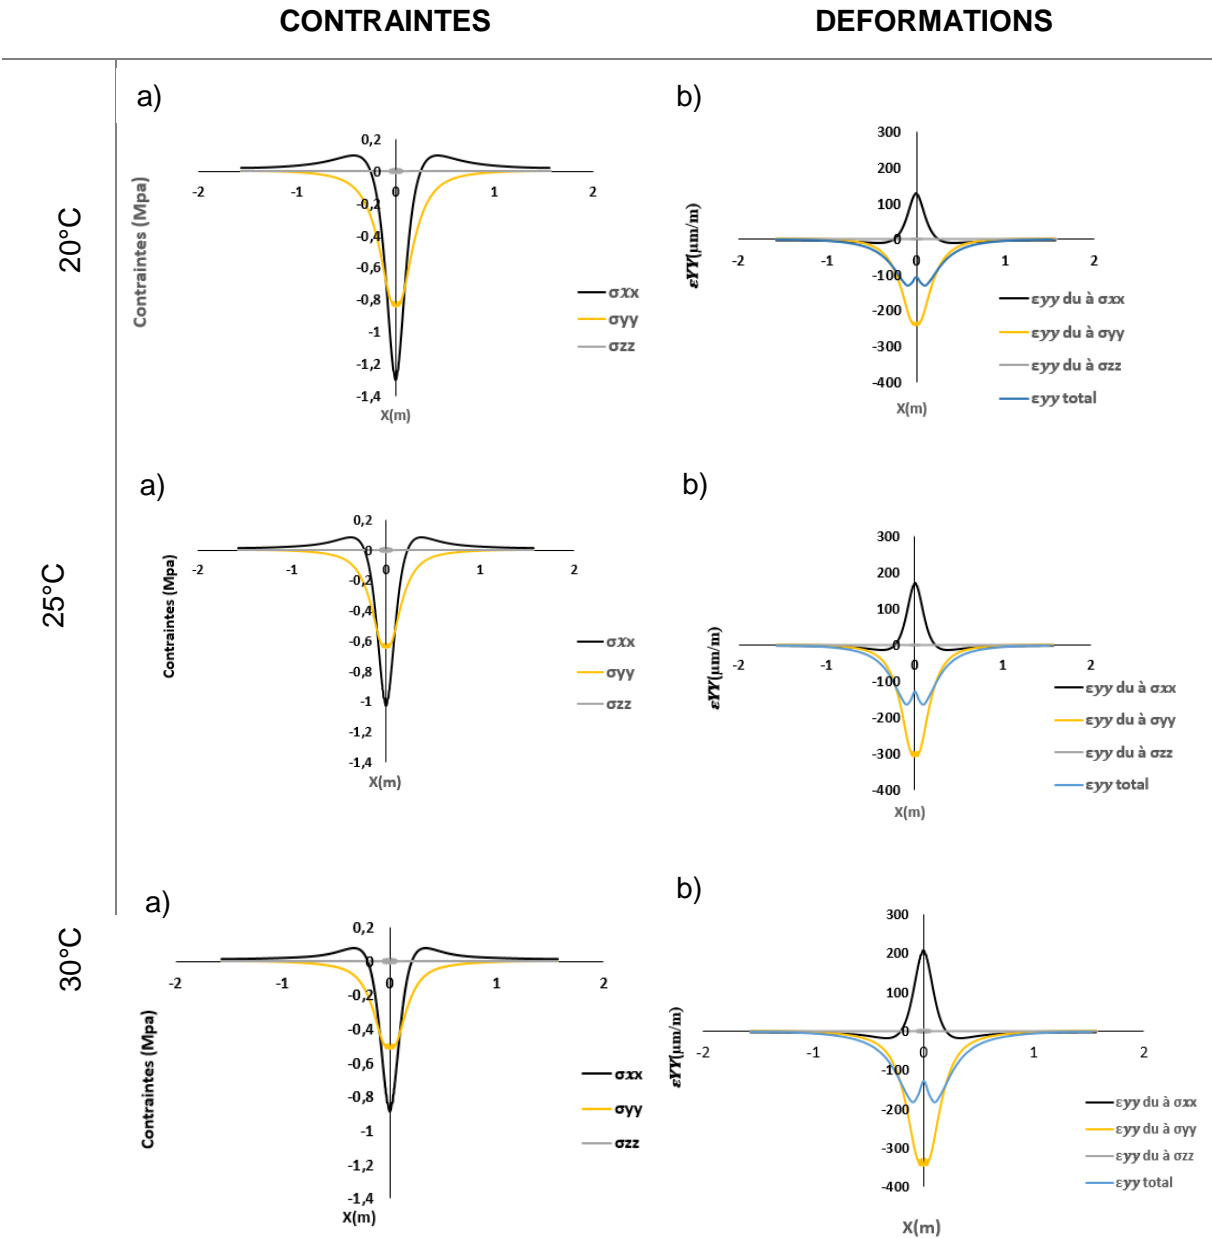 CONTRAINTES
DEFORMATIONS
20°C
a)
Contraintes (Mpa)
0,2
0
-0,2
-0,4
-0,6
-0,8
-1
-1,2
-1,4
-2
-1
0
1
2
X(m)
σxx
σyy
σzz
b)
εYY(µm/m)
300
200
100
0
-100
-200
-300
-400
-2
-1
0
1
2
X(m)
εyy du à σxx
εyy du à σyy
εyy du à σzz
εyy total
25°C
a)
Contraintes (Mpa)
0,2
0
-0,2
-0,4
-0,6
-0,8
-1
-1,2
-1,4
-2
-1
0
1
2
X(m)
σxx
σyy
σzz
b)
εYY(µm/m)
300
200
100
0
-100
-200
-300
-400
-2
-1
0
1
2
X(m)
εyy du à σxx
εyy du à σyy
εyy du à σzz
εyy total
30°C
a)
Contraintes (Mpa)
0,2
0
-0,2
-0,4
-0,6
-0,8
-1
-1,2
-1,4
-2
-1
0
1
2
X(m)
σxx
σyy
σzz
b)
εYY(µm/m)
300
200
100
0
-100
-200
-300
-400
-2
-1
0
1
2
X(m)
εyy du à σxx
εyy du à σyy
εyy du à σzz
εyy total